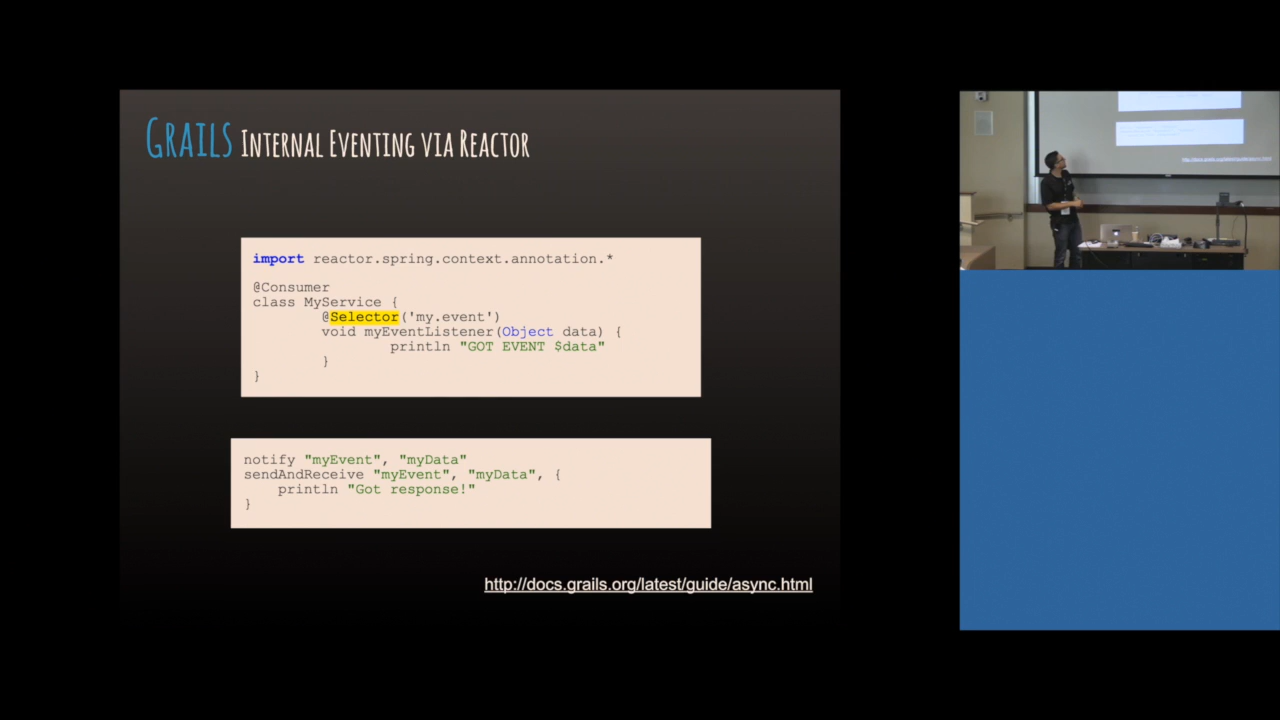 GRAILS INTERNAL EVENTING VIA REACTOR
import reactor.spring.context.annotation.*
@Consumer
class MyService {
@Selector('my.event')
void myEventListener(Object data) {
println "GOT EVENT $data"
}
}
notify "myEvent", "myData"
sendAndReceive "myEvent", "myData", {
println "Got response!"
}
http://docs.grails.org/latest/guide/async.html